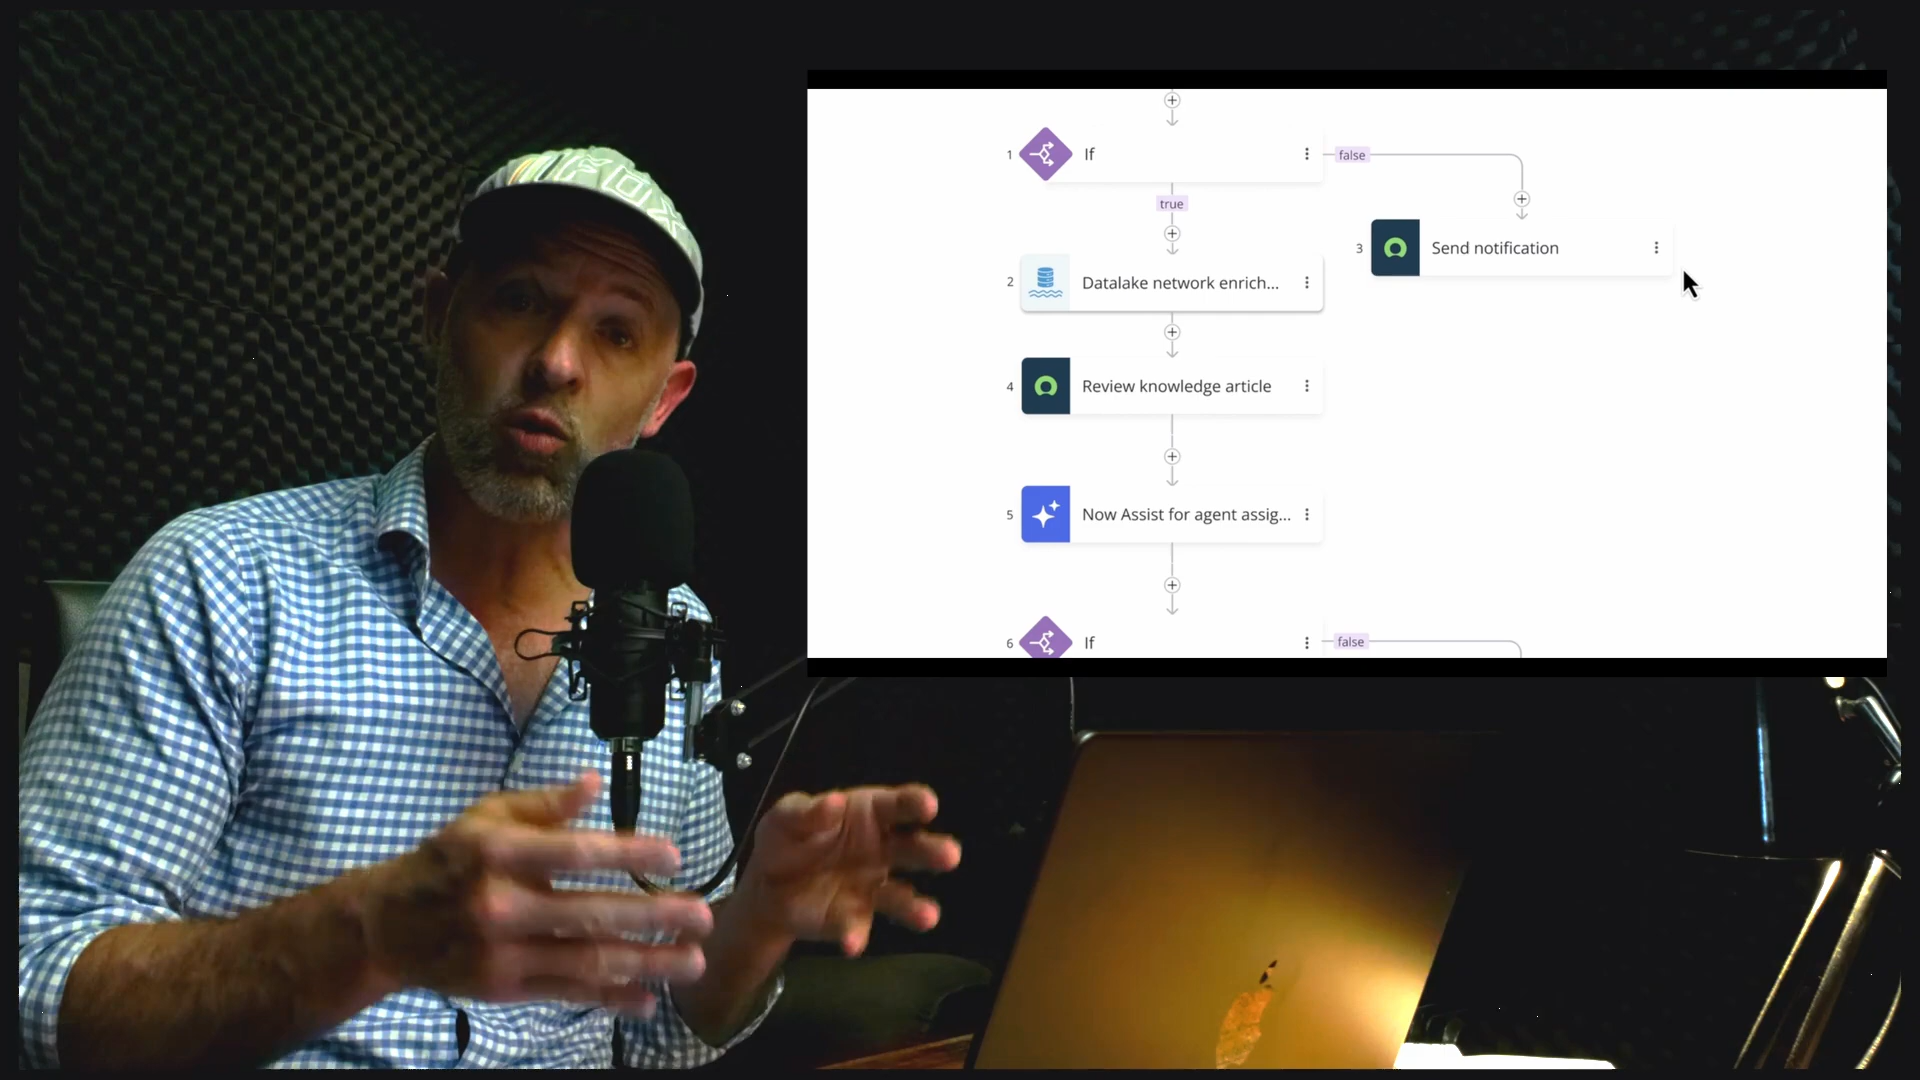 1 If false
true
3 Send notification
2 Datalake network enrich...
4 Review knowledge article
5 Now Assist for agent assig...
6 If false
FOX